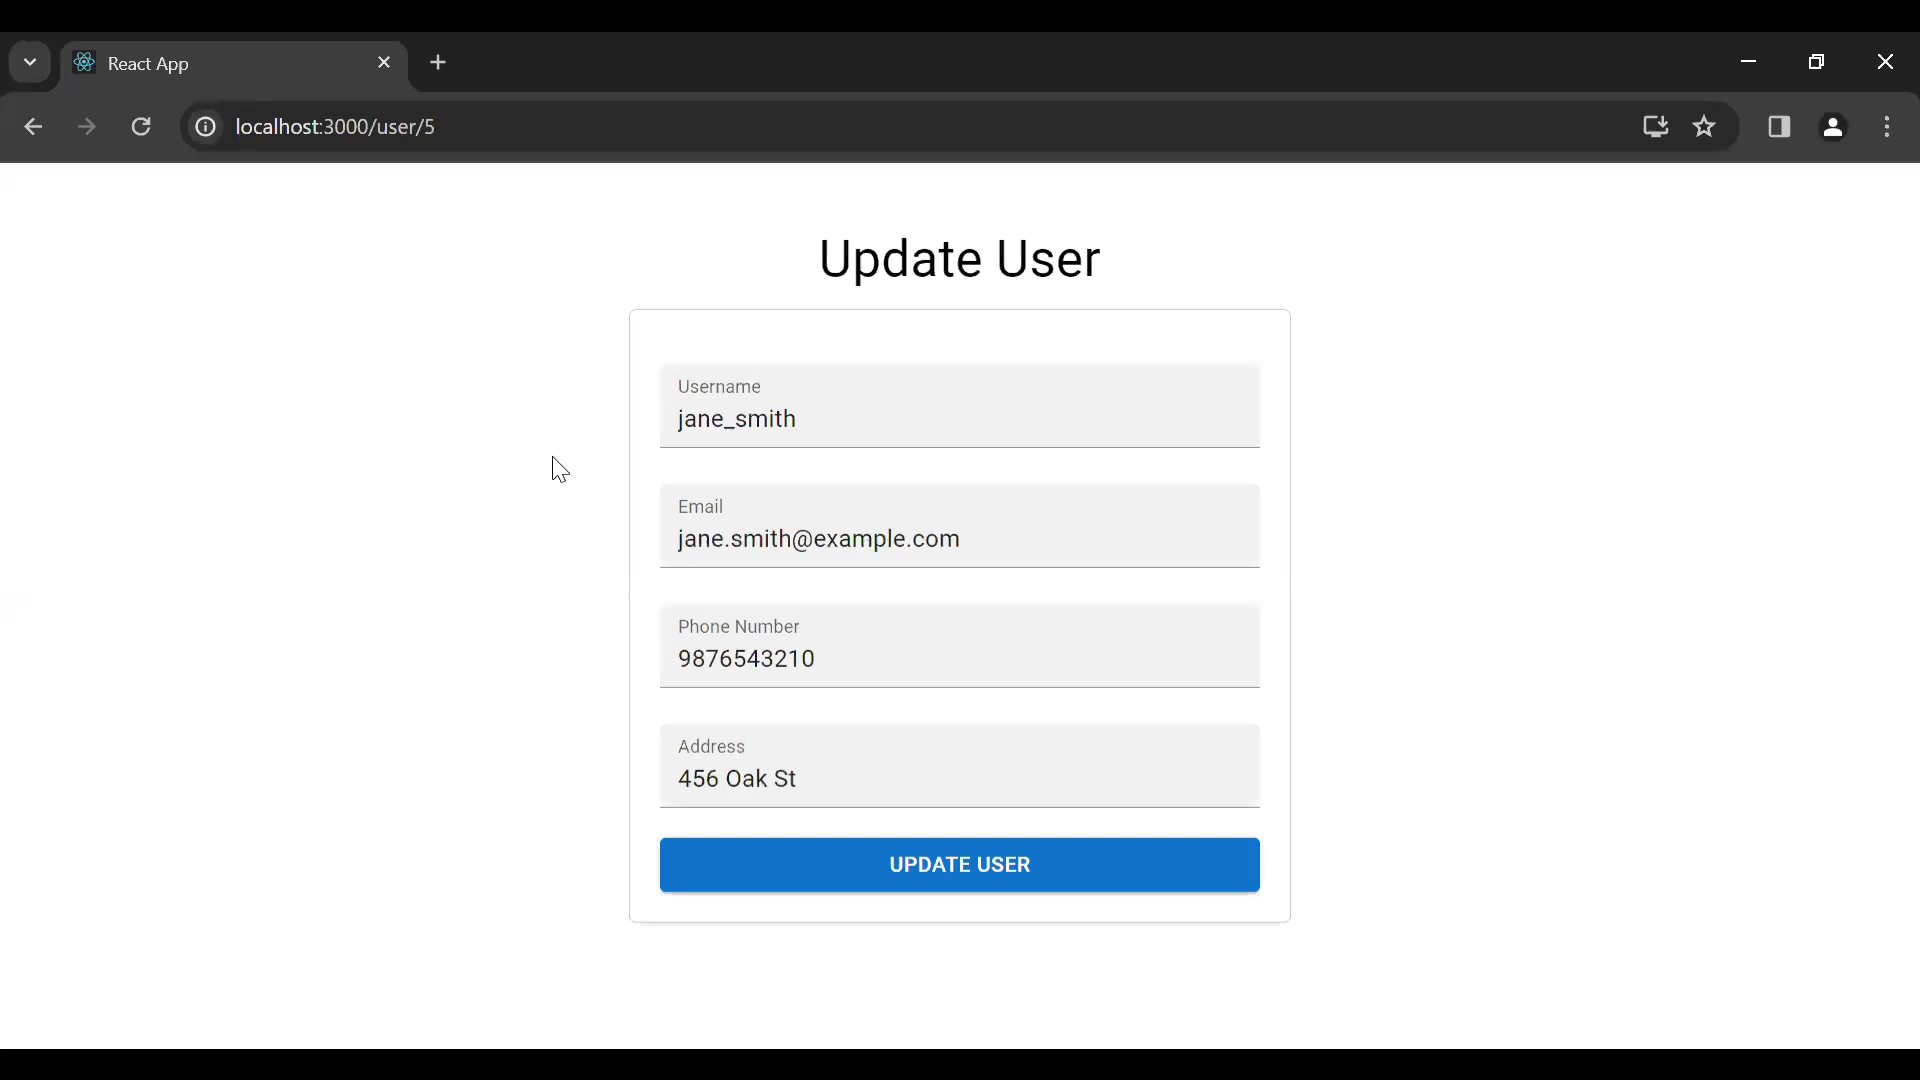 React App
localhost:3000/user/5
Update User
Username
jane_smith
Email
jane.smith@example.com
Phone Number
9876543210
Address
456 Oak St
UPDATE USER